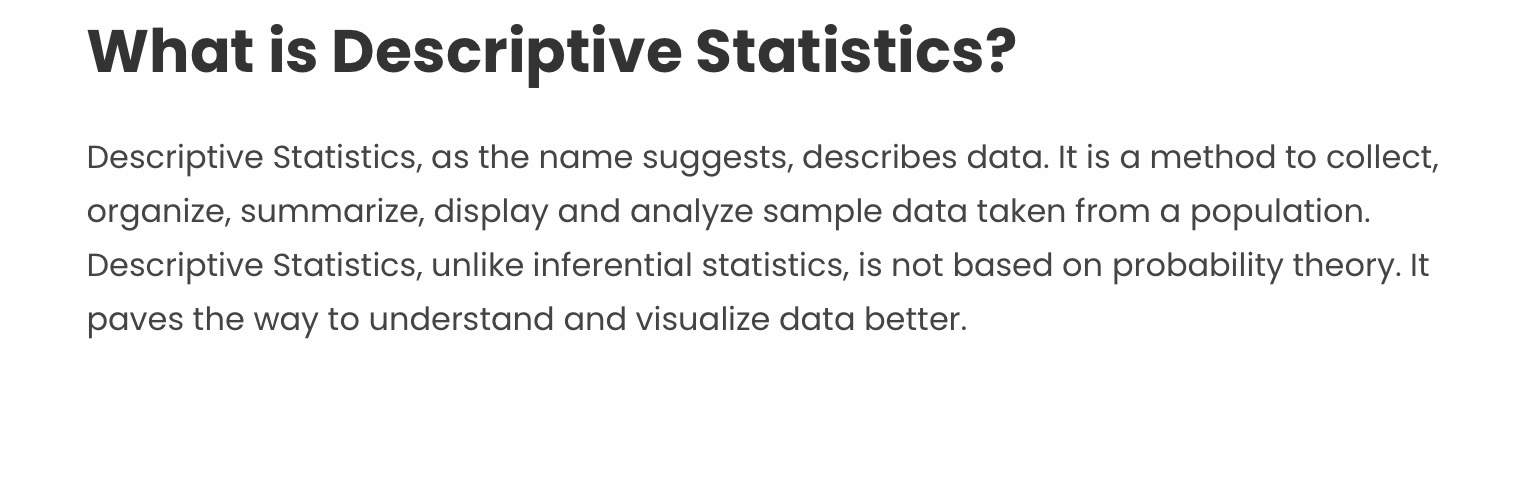 What is Descriptive Statistics?
Descriptive Statistics, as the name suggests, describes data. It is a method to collect,
organize, summarize, display and analyze sample data taken from a population.
Descriptive Statistics, unlike inferential statistics, is not based on probability theory. It
paves the way to understand and visualize data better.